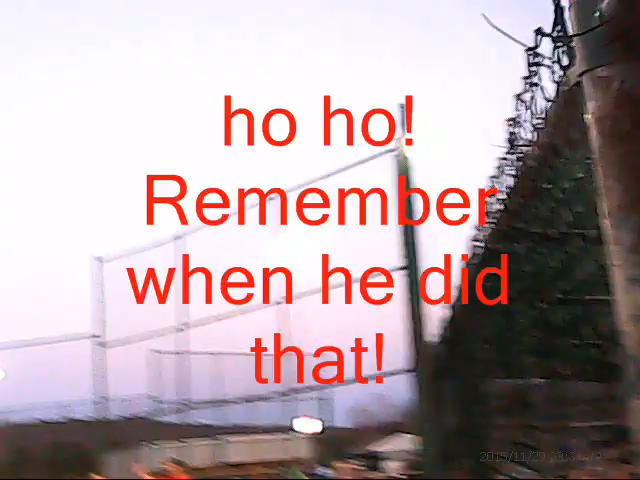 ho ho!
Remember
when he did
that!